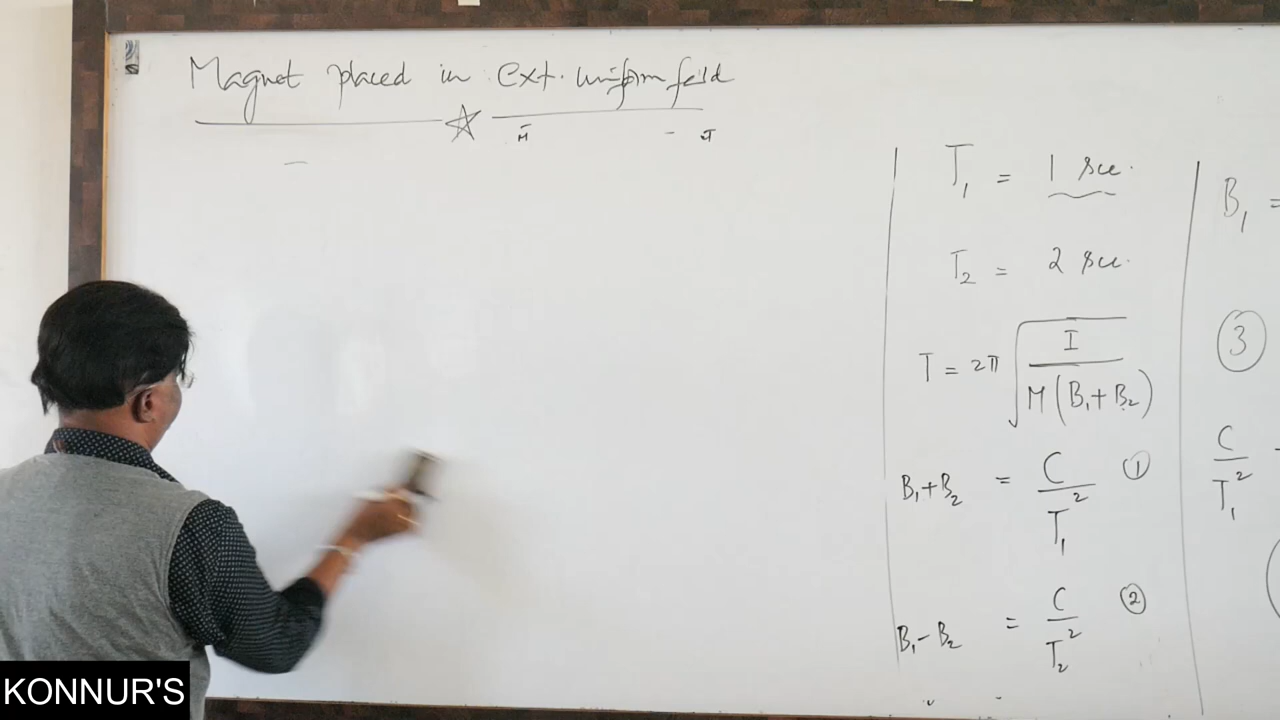 Magnet placed in ext. uniform field
M J
T₁ = 1 sec.
T₂ = 2 sec.
T = 2π √(I / M(B₁+B₂))
B₁+B₂ = C/T₁² ①
B₁-B₂ = C/T₂² ②
B₁ =
③
C/T₁²
KONNUR'S